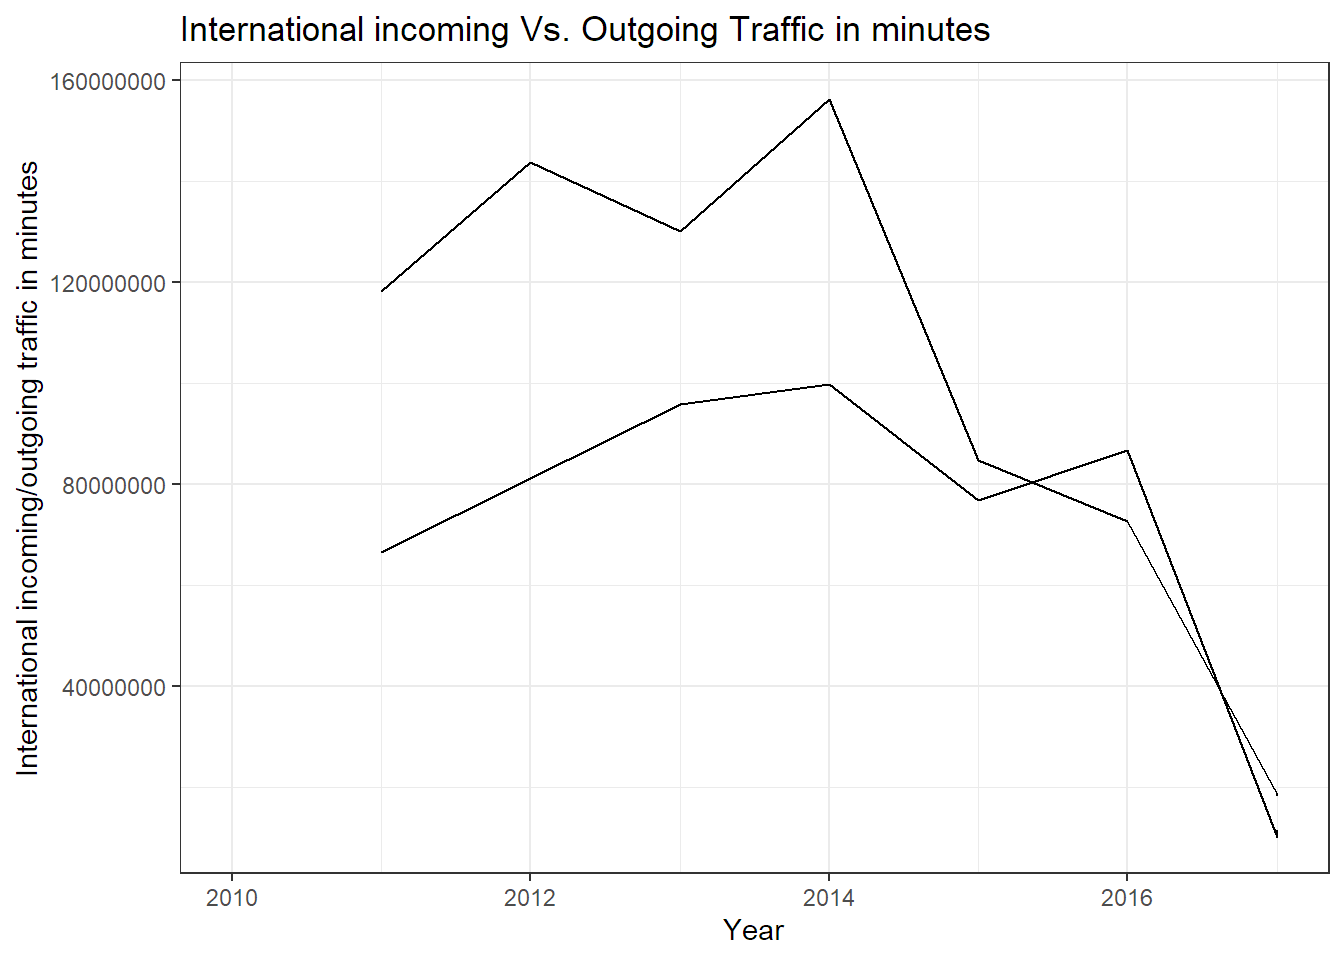 International incoming Vs. Outgoing Traffic in minutes
International incoming/outgoing traffic in minutes
160000000
120000000
80000000
40000000
2010
2012
2014
2016
Year